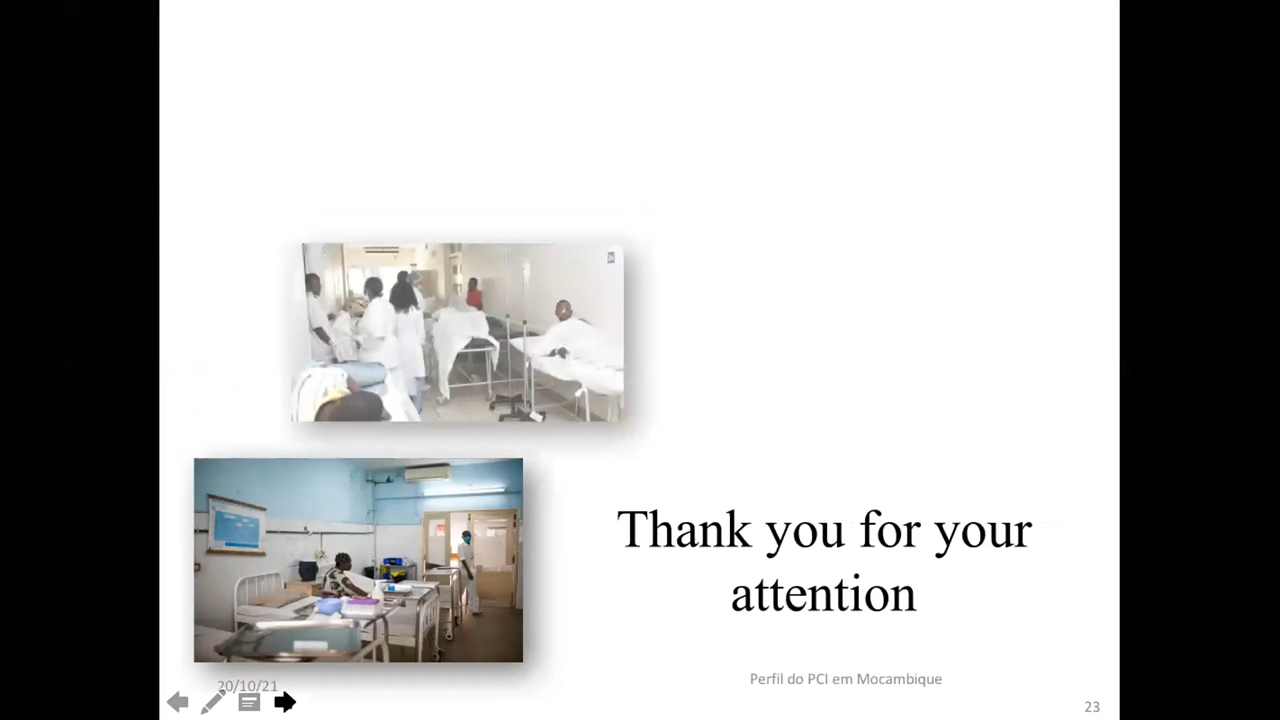 Thank you for your
attention
20/10/21
Perfil do PCI em Mocambique
23